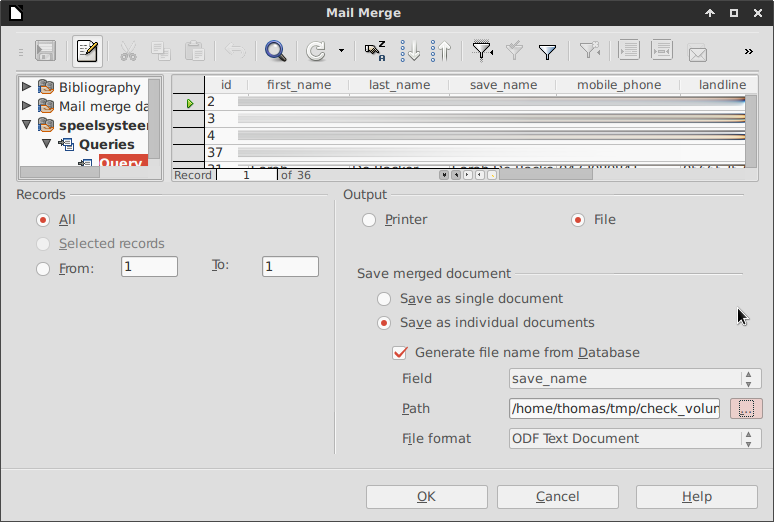 Mail Merge
id first_name last_name save_name mobile_phone landline
Bibliography
Mail merge da
speelsysteer
Queries
Query
2
3
4
37
Record 1 of 36
Records
All
Selected records
From: 1 To: 1
Output
Printer File
Save merged document
Save as single document
Save as individual documents
Generate file name from Database
Field save_name
Path /home/thomas/tmp/check_volun
File format ODF Text Document
OK Cancel Help